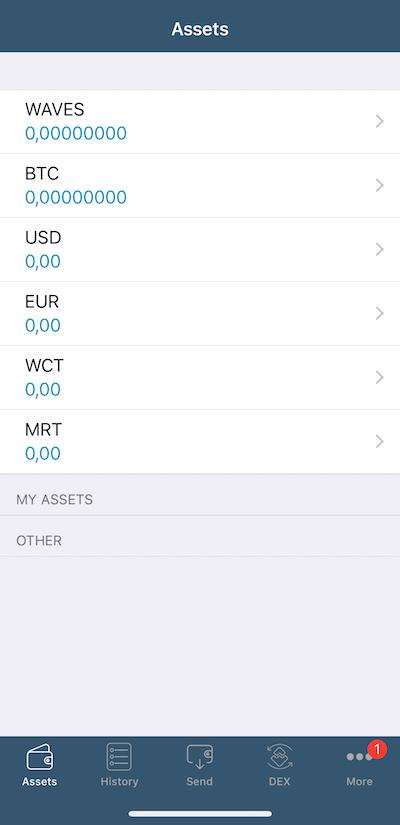 Assets
WAVES
0,00000000
BTC
0,00000000
USD
0,00
EUR
0,00
WCT
0,00
MRT
0,00
MY ASSETS
OTHER
1
Assets History Send DEX More